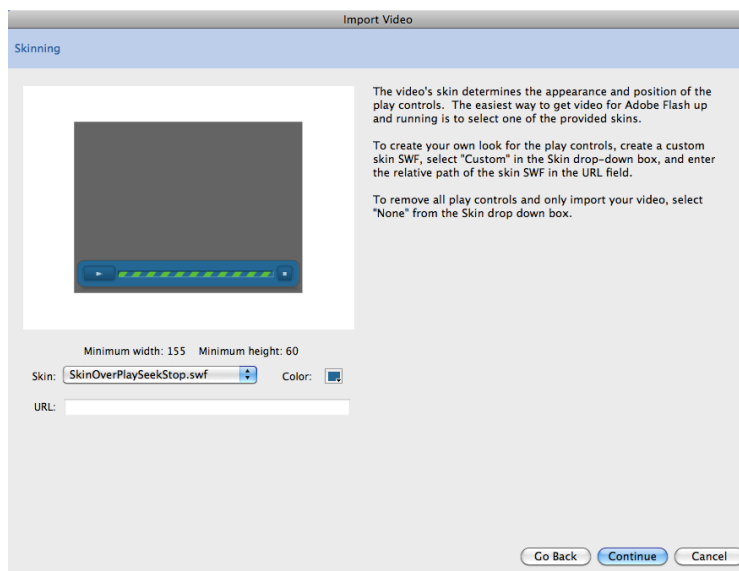 Import Video
Skinning
The video's skin determines the appearance and position of the
play controls.  The easiest way to get video for Adobe Flash up
and running is to select one of the provided skins.
To create your own look for the play controls, create a custom
skin SWF, select "Custom" in the Skin drop-down box, and enter
the relative path of the skin SWF in the URL field.
To remove all play controls and only import your video, select
"None" from the Skin drop down box.
Minimum width: 155   Minimum height: 60
Skin: SkinOverPlaySeekStop.swf Color:
URL:
Go Back Continue Cancel